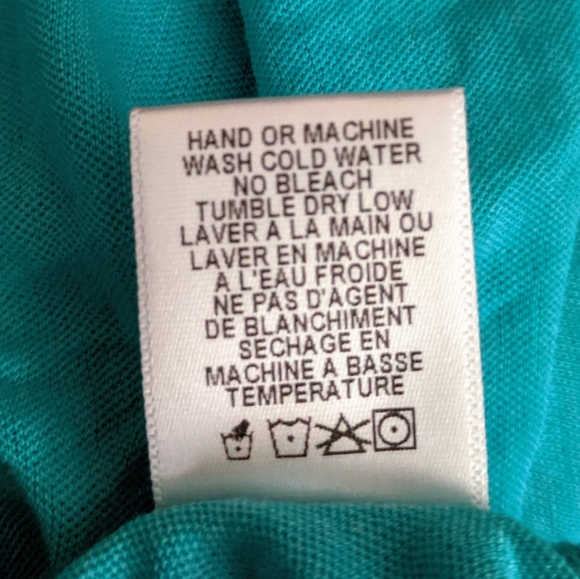 HAND OR MACHINE
WASH COLD WATER
NO BLEACH
TUMBLE DRY LOW
LAVER A LA MAIN OU
LAVER EN MACHINE
A L'EAU FROIDE
NE PAS D'AGENT
DE BLANCHIMENT
SECHAGE EN
MACHINE A BASSE
TEMPERATURE